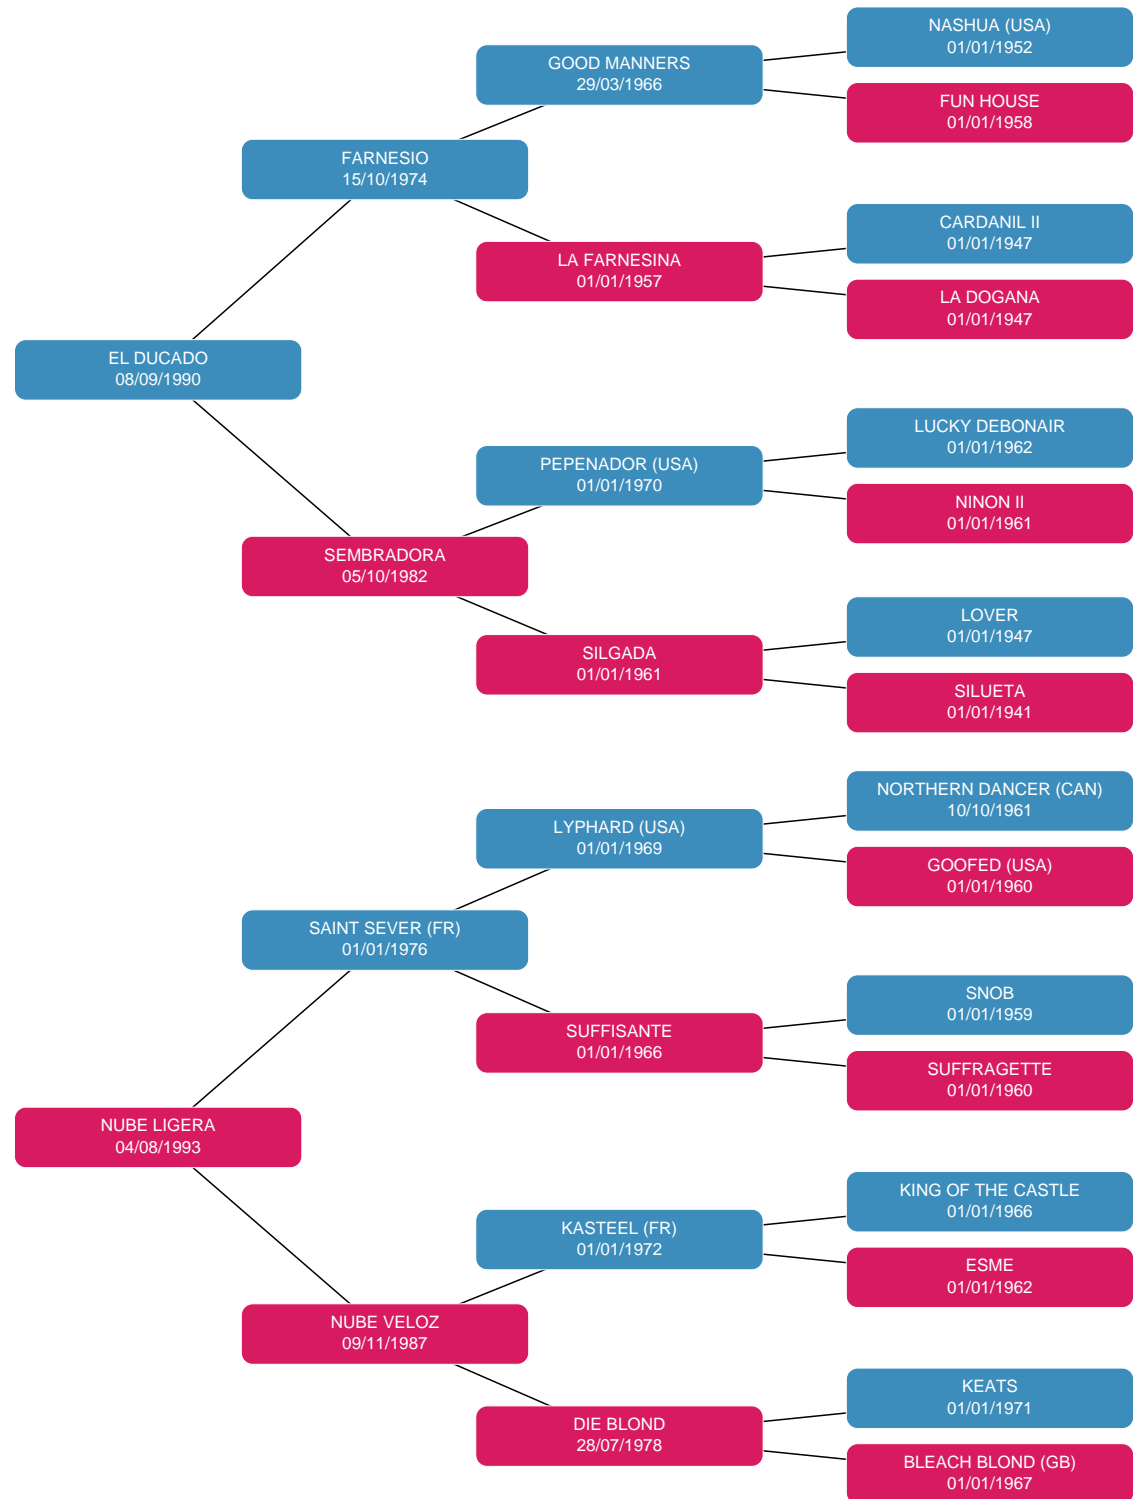 NASHUA (USA)
01/01/1952
GOOD MANNERS
29/03/1966
FUN HOUSE
01/01/1958
FARNESIO
15/10/1974
CARDANIL II
01/01/1947
LA FARNESINA
01/01/1957
LA DOGANA
01/01/1947
EL DUCADO
08/09/1990
LUCKY DEBONAIR
01/01/1962
PEPENADOR (USA)
01/01/1970
NINON II
01/01/1961
SEMBRADORA
05/10/1982
LOVER
01/01/1947
SILGADA
01/01/1961
SILUETA
01/01/1941
NORTHERN DANCER (CAN)
10/10/1961
LYPHARD (USA)
01/01/1969
GOOFED (USA)
01/01/1960
SAINT SEVER (FR)
01/01/1976
SNOB
01/01/1959
SUFFISANTE
01/01/1966
SUFFRAGETTE
01/01/1960
NUBE LIGERA
04/08/1993
KING OF THE CASTLE
01/01/1966
KASTEEL (FR)
01/01/1972
ESME
01/01/1962
NUBE VELOZ
09/11/1987
KEATS
01/01/1971
DIE BLOND
28/07/1978
BLEACH BLOND (GB)
01/01/1967